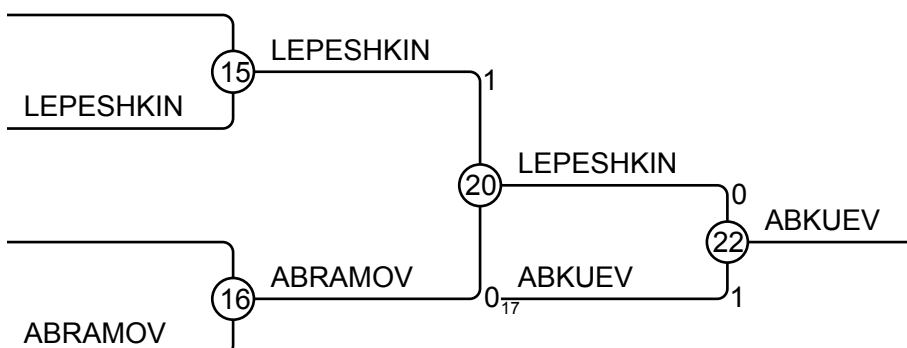 LEPESHKIN
15
1
LEPESHKIN
LEPESHKIN
20
0
ABKUEV
22
ABRAMOV
ABKUEV
16
0
17
1
ABRAMOV